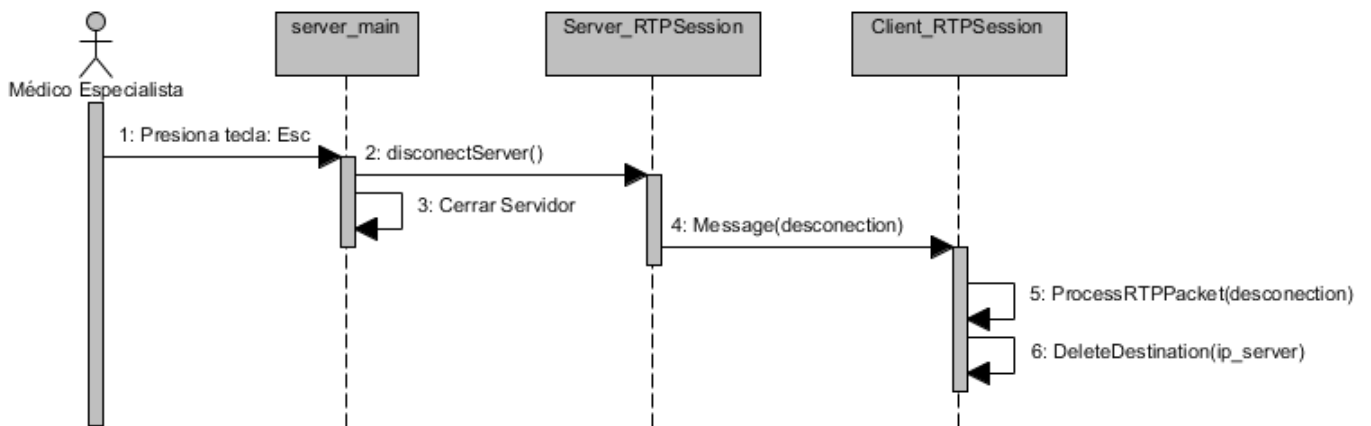 server_main
Server_RTPSession
Client_RTPSession
Médico Especialista
1: Presiona tecla: Esc
2: disconectServer()
3: Cerrar Servidor
4: Message(desconection)
5: ProcessRTPPacket(desconection)
6: DeleteDestination(ip_server)